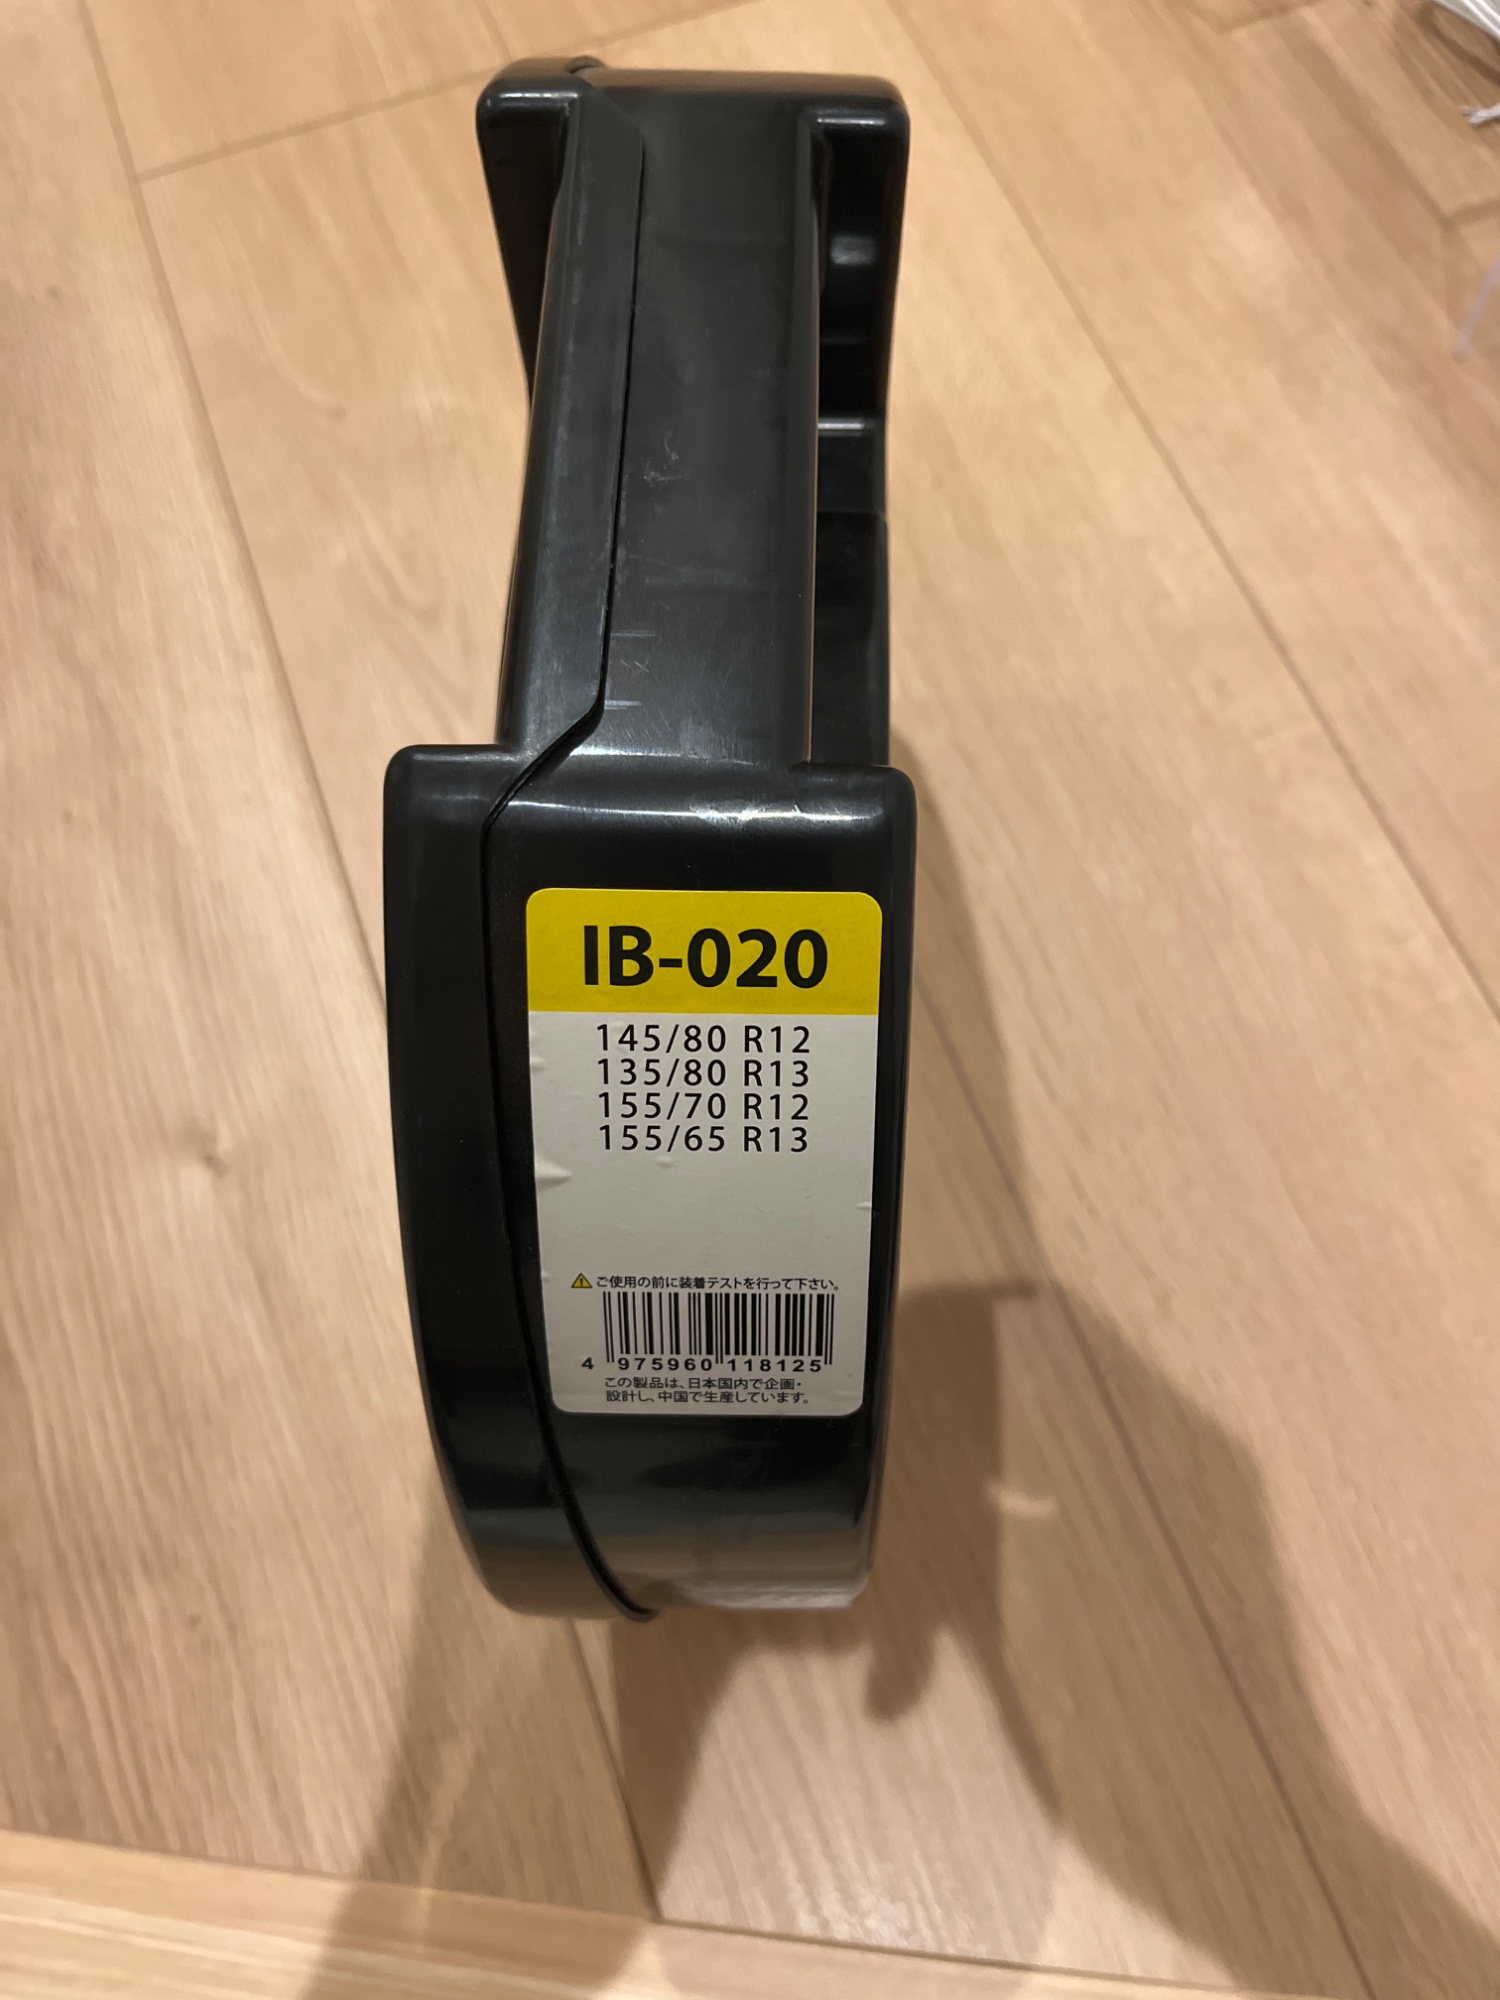 IB-020
145/80 R12
135/80 R13
155/70 R12
155/65 R13
ご使用の前に装着テストを行って下さい。
4 975960 118125
この製品は、日本国内で企画・
設計し、中国で生産しています。